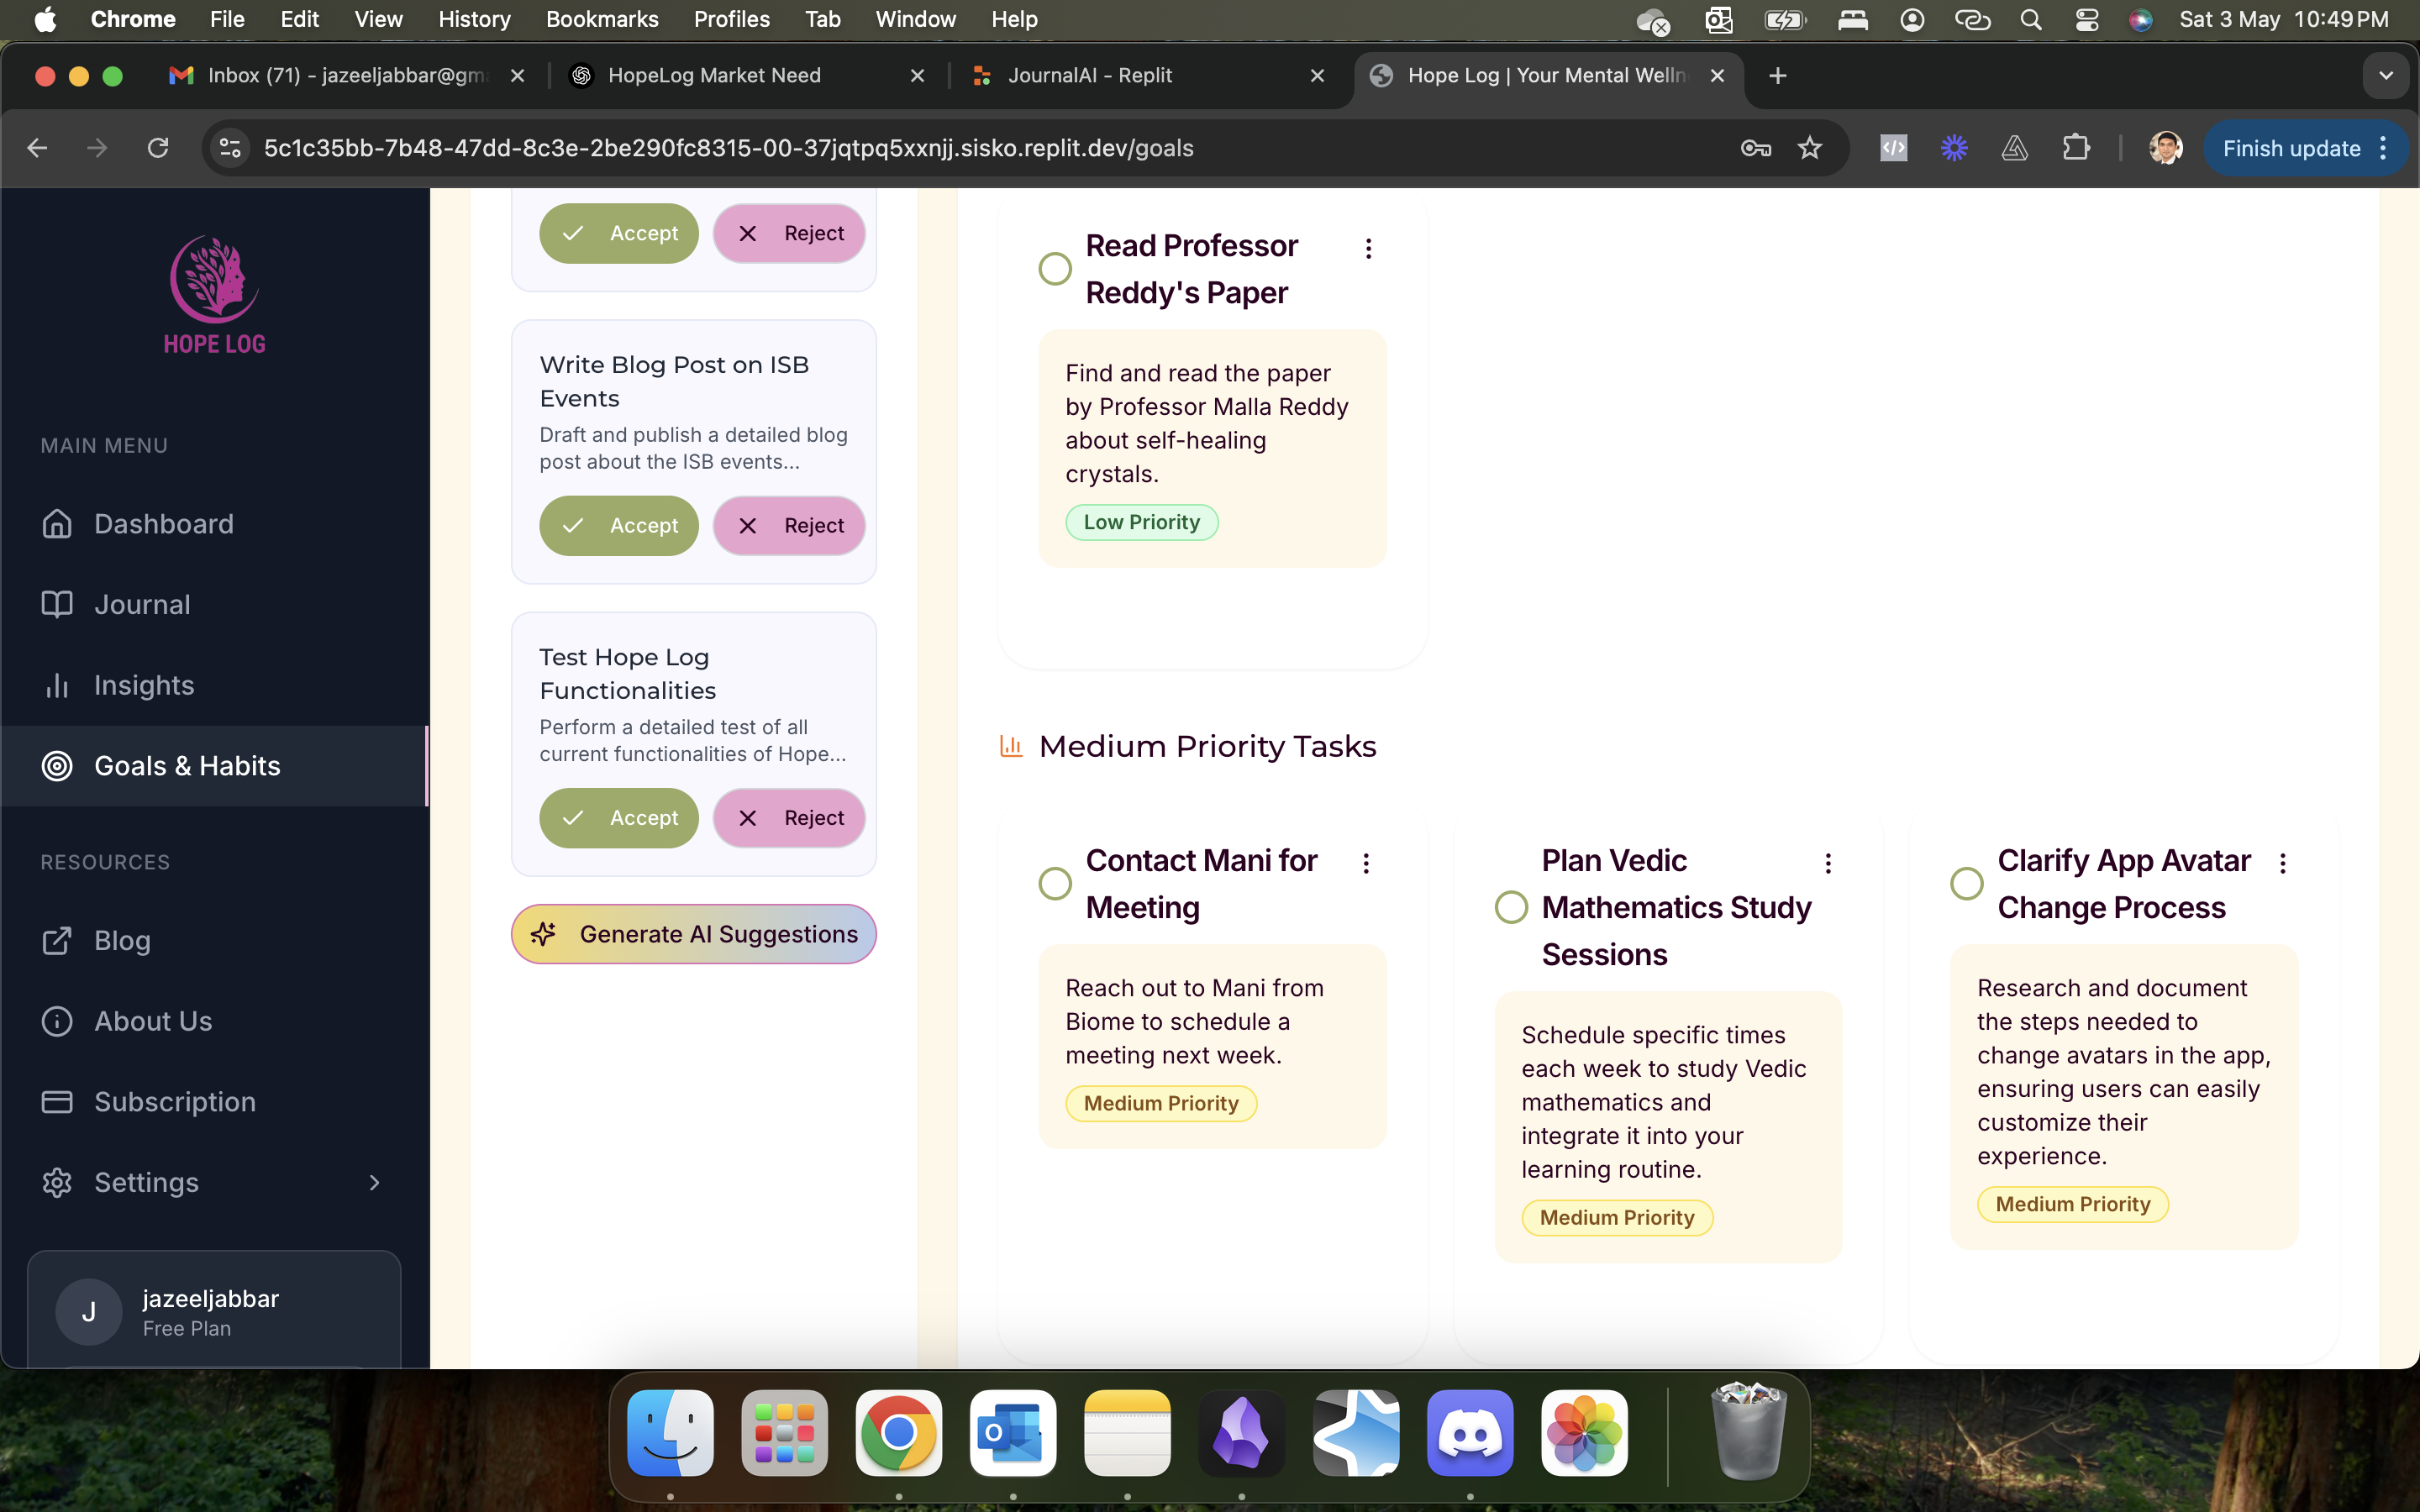 Chrome File Edit View History Bookmarks Profiles Tab Window Help Sat 3 May 10:49 PM
Inbox (71) - jazeeljabbar@gm
HopeLog Market Need
JournalAI - Replit
Hope Log | Your Mental Welln
5c1c35bb-7b48-47dd-8c3e-2be290fc8315-00-37jqtpq5xxnjj.sisko.replit.dev/goals
Finish update
HOPE LOG
MAIN MENU
Dashboard
Journal
Insights
Goals & Habits
RESOURCES
Blog
About Us
Subscription
Settings
J
jazeeljabbar
Free Plan
Accept
Reject
Write Blog Post on ISB
Events
Draft and publish a detailed blog
post about the ISB events...
Accept
Reject
Test Hope Log
Functionalities
Perform a detailed test of all
current functionalities of Hope...
Accept
Reject
Generate AI Suggestions
Read Professor
Reddy's Paper
Find and read the paper
by Professor Malla Reddy
about self-healing
crystals.
Low Priority
Medium Priority Tasks
Contact Mani for
Meeting
Reach out to Mani from
Biome to schedule a
meeting next week.
Medium Priority
Plan Vedic
Mathematics Study
Sessions
Schedule specific times
each week to study Vedic
mathematics and
integrate it into your
learning routine.
Medium Priority
Clarify App Avatar
Change Process
Research and document
the steps needed to
change avatars in the app,
ensuring users can easily
customize their
experience.
Medium Priority